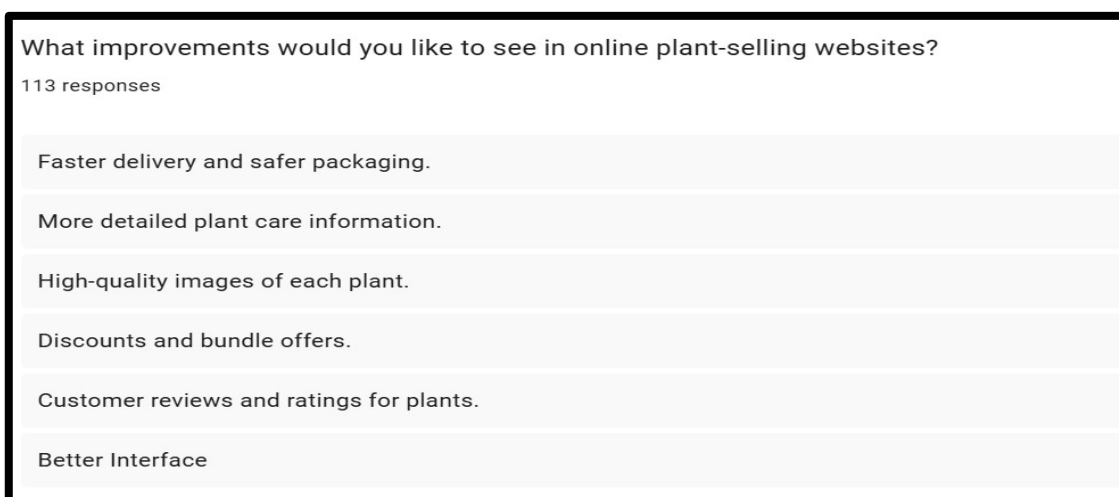 What improvements would you like to see in online plant-selling websites?
113 responses
Faster delivery and safer packaging.
More detailed plant care information.
High-quality images of each plant.
Discounts and bundle offers.
Customer reviews and ratings for plants.
Better Interface